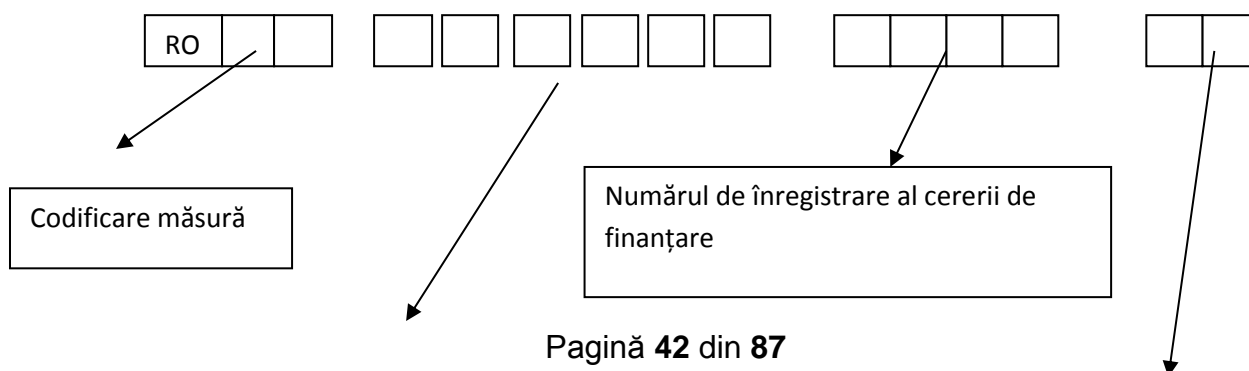 RO
Codificare măsură
Numărul de înregistrare al cererii de
finanțare
Pagină 42 din 87